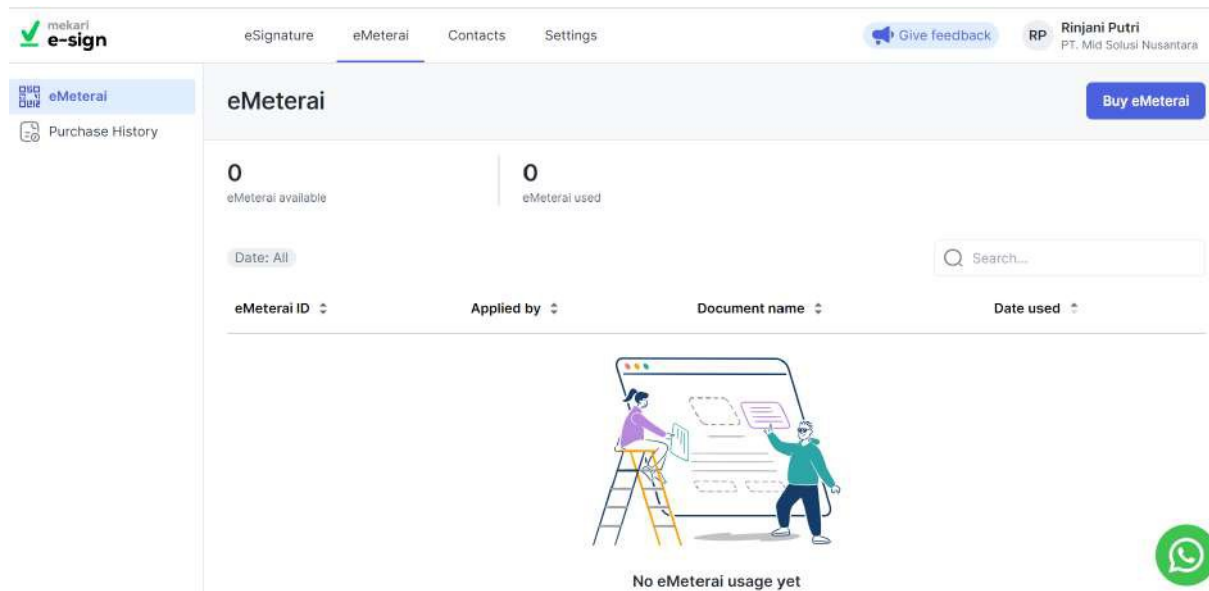 mekari
e-sign
eSignature eMeterai Contacts Settings
Give feedback
RP
Rinjani Putri
PT. Mid Solusi Nusantara
eMeterai
Purchase History
eMeterai
Buy eMeterai
0
eMeterai available
0
eMeterai used
Date: All
Search...
eMeterai ID Applied by Document name Date used
No eMeterai usage yet